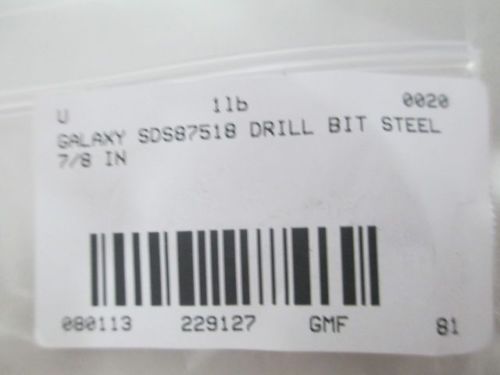 U 1lb 0020
GALAXY SDS87518 DRILL BIT STEEL
7/8 IN
080113 229127 GMF 81